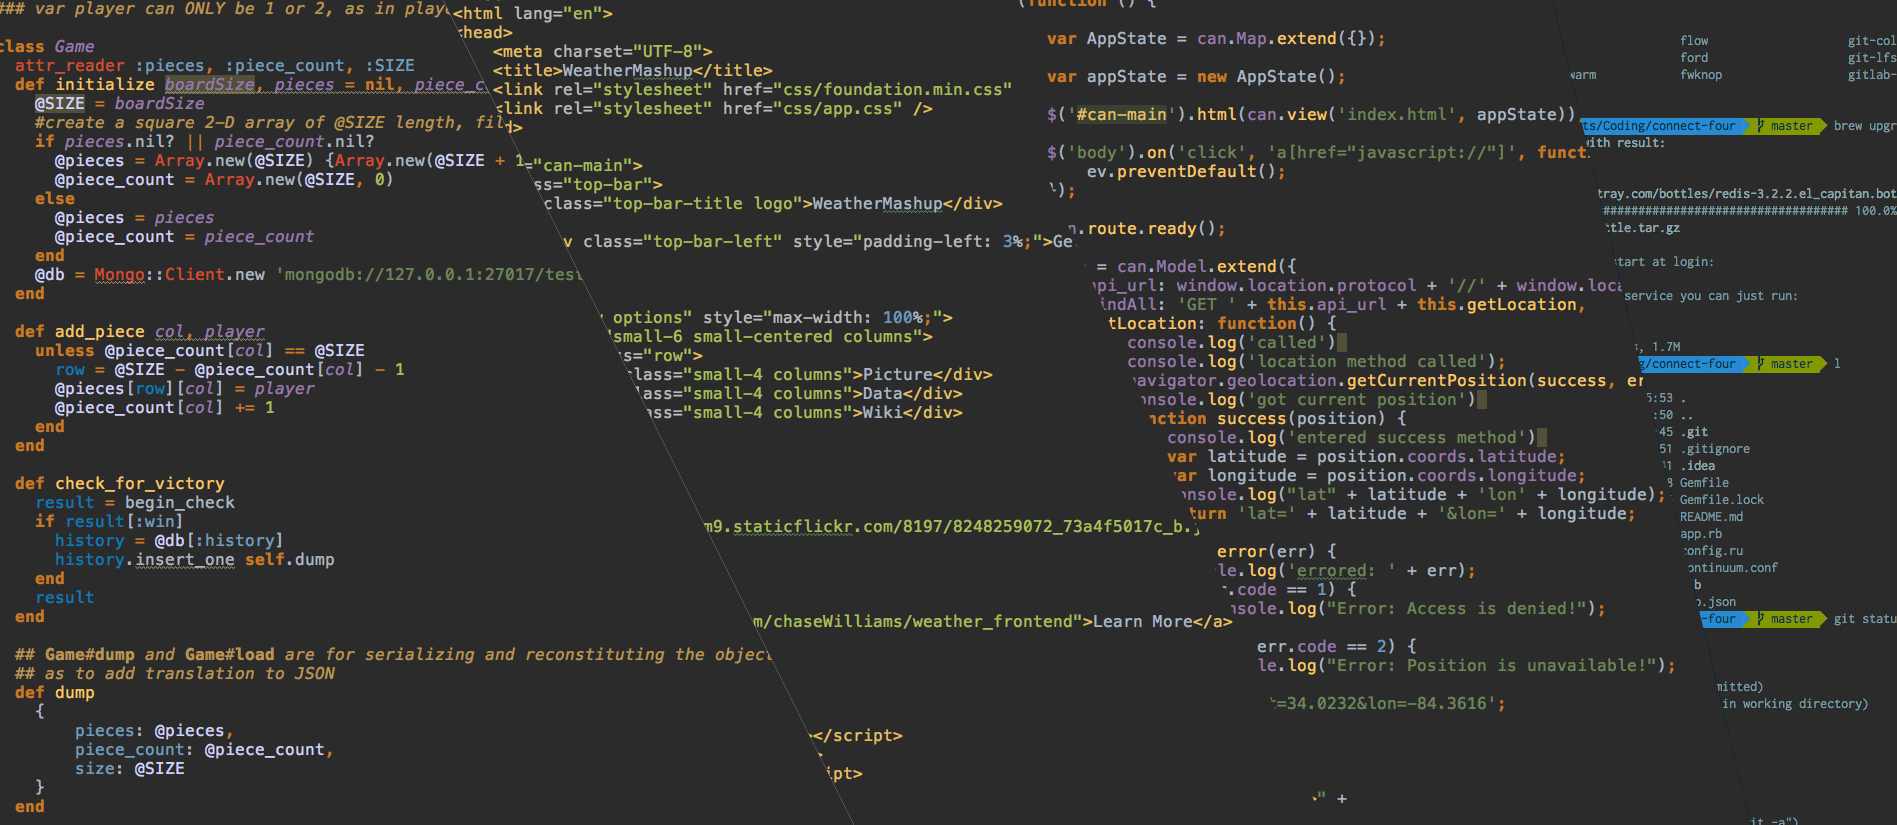 ### var player can ONLY be 1 or 2, as in play
class Game
attr_reader :pieces, :piece_count, :SIZE
def initialize boardSize, pieces = nil, piece_c
@SIZE = boardSize
#create a square 2-D array of @SIZE length, fil
if pieces.nil? || piece_count.nil?
@pieces = Array.new(@SIZE) {Array.new(@SIZE + 1
@piece_count = Array.new(@SIZE, 0)
else
@pieces = pieces
@piece_count = piece_count
end
@db = Mongo::Client.new 'mongodb://127.0.0.1:27017/test
end
def add_piece col, player
unless @piece_count[col] == @SIZE
row = @SIZE - @piece_count[col] - 1
@pieces[row][col] = player
@piece_count[col] += 1
end
end
def check_for_victory
result = begin_check
if result[:win]
history = @db[:history]
history.insert_one self.dump
end
result
end
## Game#dump and Game#load are for serializing and reconstituting the objec
## as to add translation to JSON
def dump
{
pieces: @pieces,
piece_count: @piece_count,
size: @SIZE
}
end
<html lang="en">
<head>
<meta charset="UTF-8">
<title>WeatherMashup</title>
<link rel="stylesheet" href="css/foundation.min.css"
<link rel="stylesheet" href="css/app.css" />
d>
="can-main">
ss="top-bar">
class="top-bar-title logo">WeatherMashup</div>
v class="top-bar-left" style="padding-left: 3%;">Ge
options" style="max-width: 100%;">
"small-6 small-centered columns">
s="row">
class="small-4 columns">Picture</div>
class="small-4 columns">Data</div>
ass="small-4 columns">Wiki</div>
m9.staticflickr.com/8197/8248259072_73a4f5017c_b.j
m/chaseWilliams/weather_frontend">Learn More</a>
></script>
ipt>
(function () {
var AppState = can.Map.extend({});
var appState = new AppState();
$('#can-main').html(can.view('index.html', appState))
$('body').on('click', 'a[href="javascript://"]', funct
ev.preventDefault();
});
n.route.ready();
= can.Model.extend({
api_url: window.location.protocol + '//' + window.loca
indAll: 'GET ' + this.api_url + this.getLocation,
tLocation: function() {
console.log('called')
console.log('location method called');
navigator.geolocation.getCurrentPosition(success, er
onsole.log('got current position')
nction success(position) {
console.log('entered success method')
var latitude = position.coords.latitude;
var longitude = position.coords.longitude;
onsole.log("lat" + latitude + 'lon' + longitude);
turn 'lat=' + latitude + '&lon=' + longitude;
error(err) {
le.log('errored: ' + err);
r.code == 1) {
nsole.log("Error: Access is denied!");
err.code == 2) {
le.log("Error: Position is unavailable!");
t=34.0232&lon=-84.3616';
" +
flow git-col
ford git-lfs
warm fwknop gitlab-
ts/Coding/connect-four master brew upgr
with result:
tray.com/bottles/redis-3.2.2.el_capitan.bot
################################## 100.0%
ttle.tar.gz
start at login:
service you can just run:
s, 1.7M
g/connect-four master l
5:53 .
:50 ..
45 .git
51 .gitignore
41 .idea
8 Gemfile
Gemfile.lock
README.md
app.rb
config.ru
ontinuum.conf
b
o.json
-four master git statu
mitted)
in working directory)
it -a")